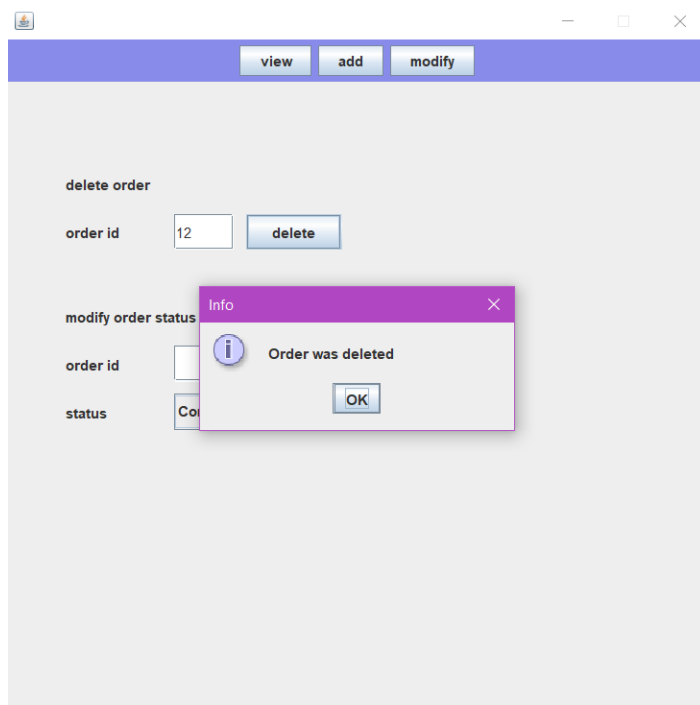 view add modify
delete order
order id 12 delete
Info
modify order status
Order was deleted
order id
OK
status